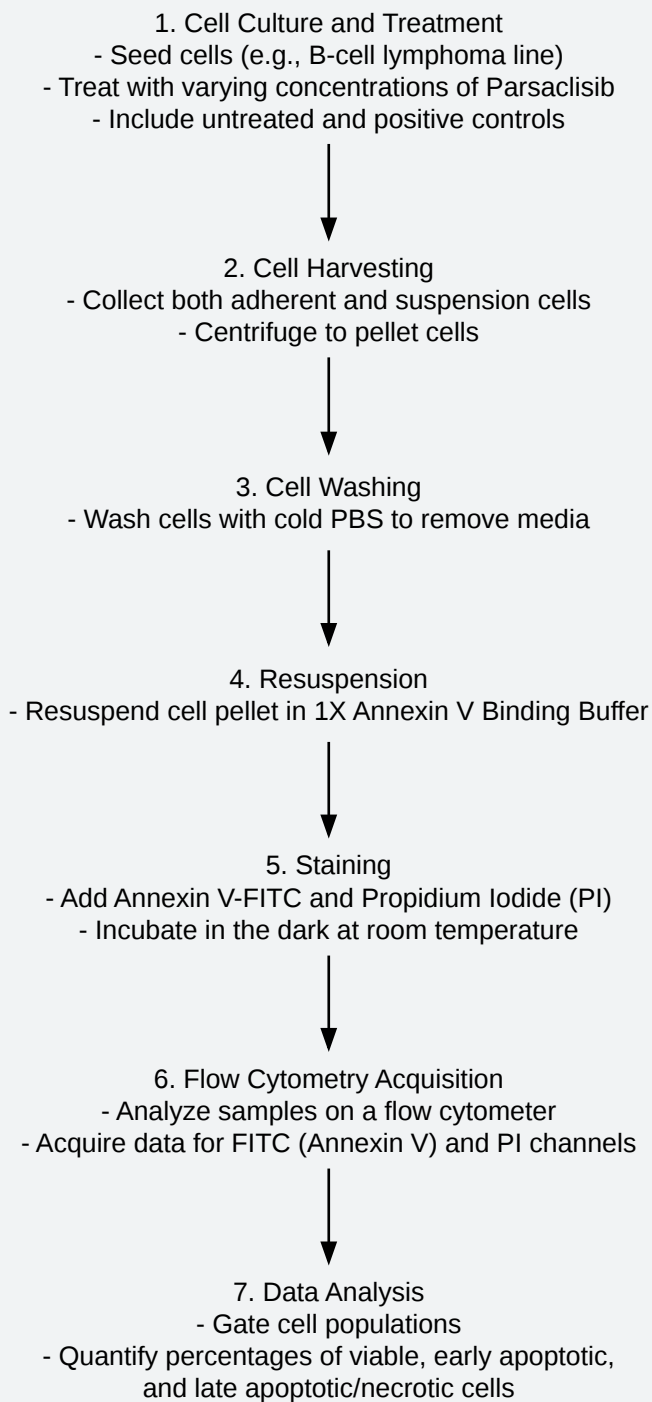 1. Cell Culture and Treatment
- Seed cells (e.g., B-cell lymphoma line)
- Treat with varying concentrations of Parsaclisib
- Include untreated and positive controls
2. Cell Harvesting
- Collect both adherent and suspension cells
- Centrifuge to pellet cells
3. Cell Washing
- Wash cells with cold PBS to remove media
4. Resuspension
- Resuspend cell pellet in 1X Annexin V Binding Buffer
5. Staining
- Add Annexin V-FITC and Propidium Iodide (PI)
- Incubate in the dark at room temperature
6. Flow Cytometry Acquisition
- Analyze samples on a flow cytometer
- Acquire data for FITC (Annexin V) and PI channels
7. Data Analysis
- Gate cell populations
- Quantify percentages of viable, early apoptotic,
and late apoptotic/necrotic cells